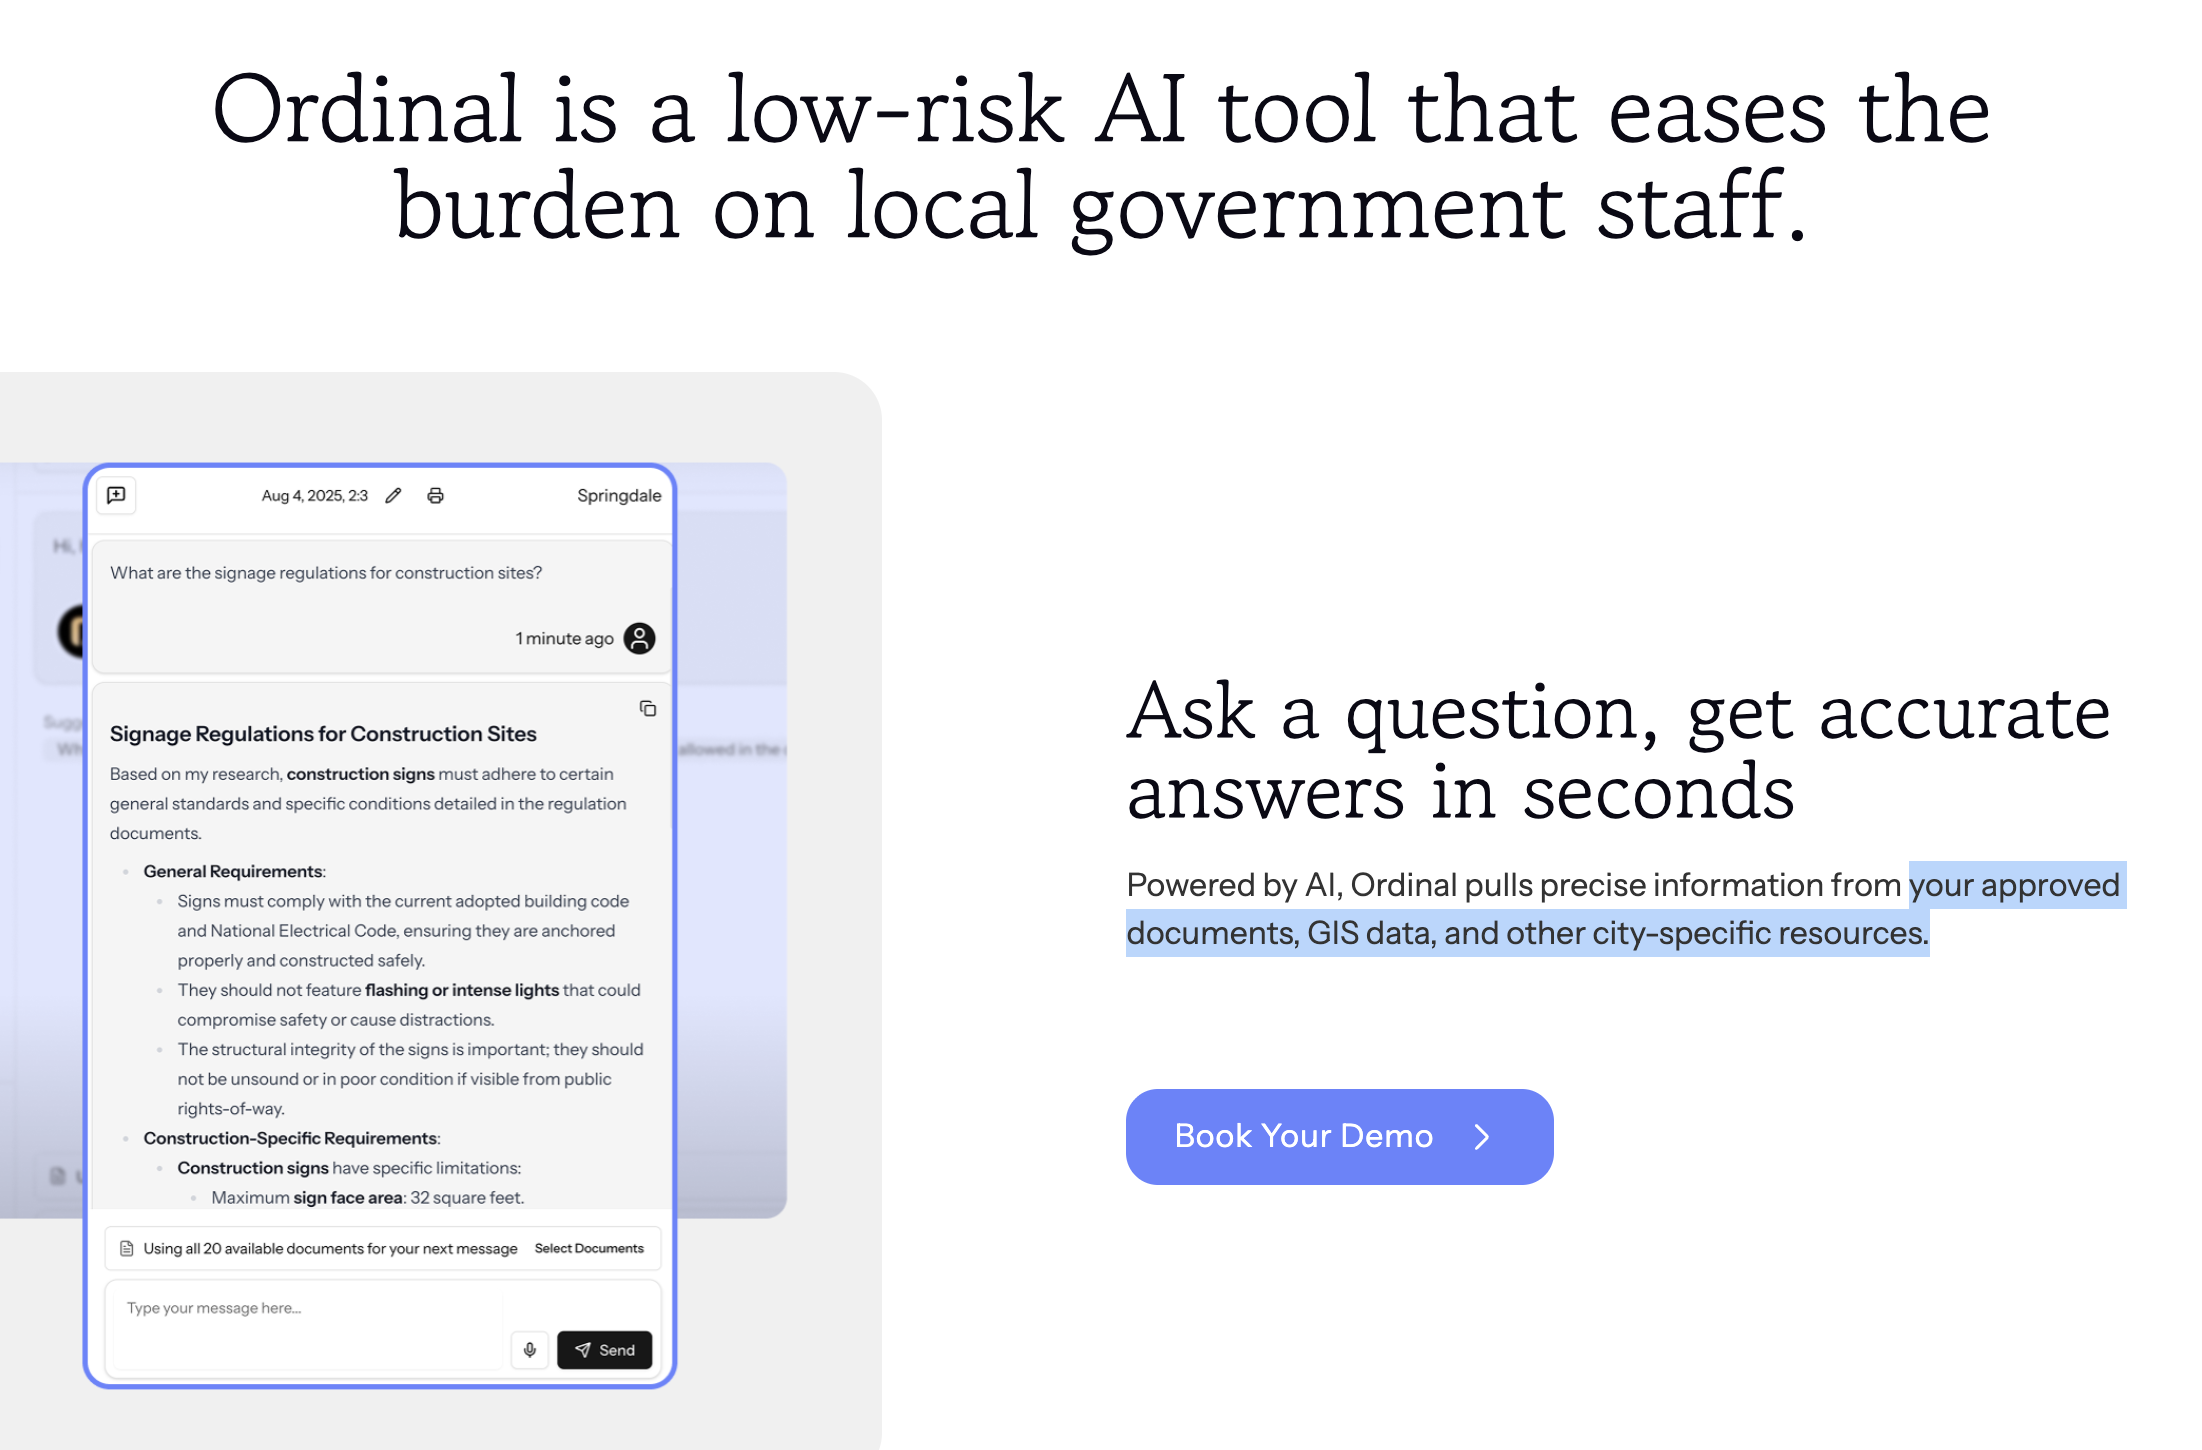 Ordinal is a low-risk AI tool that eases the
burden on local government staff.
Aug 4, 2025, 2:3
Springdale
Hi,
What are the signage regulations for construction sites?
1 minute ago
Signage Regulations for Construction Sites
Based on my research, construction signs must adhere to certain
general standards and specific conditions detailed in the regulation
documents.
General Requirements:
Signs must comply with the current adopted building code
and National Electrical Code, ensuring they are anchored
properly and constructed safely.
They should not feature flashing or intense lights that could
compromise safety or cause distractions.
The structural integrity of the signs is important; they should
not be unsound or in poor condition if visible from public
rights-of-way.
Construction-Specific Requirements:
Construction signs have specific limitations:
Maximum sign face area: 32 square feet.
allowed in the
Using all 20 available documents for your next message Select Documents
Type your message here...
Send
Ask a question, get accurate
answers in seconds
Powered by AI, Ordinal pulls precise information from your approved
documents, GIS data, and other city-specific resources.
Book Your Demo